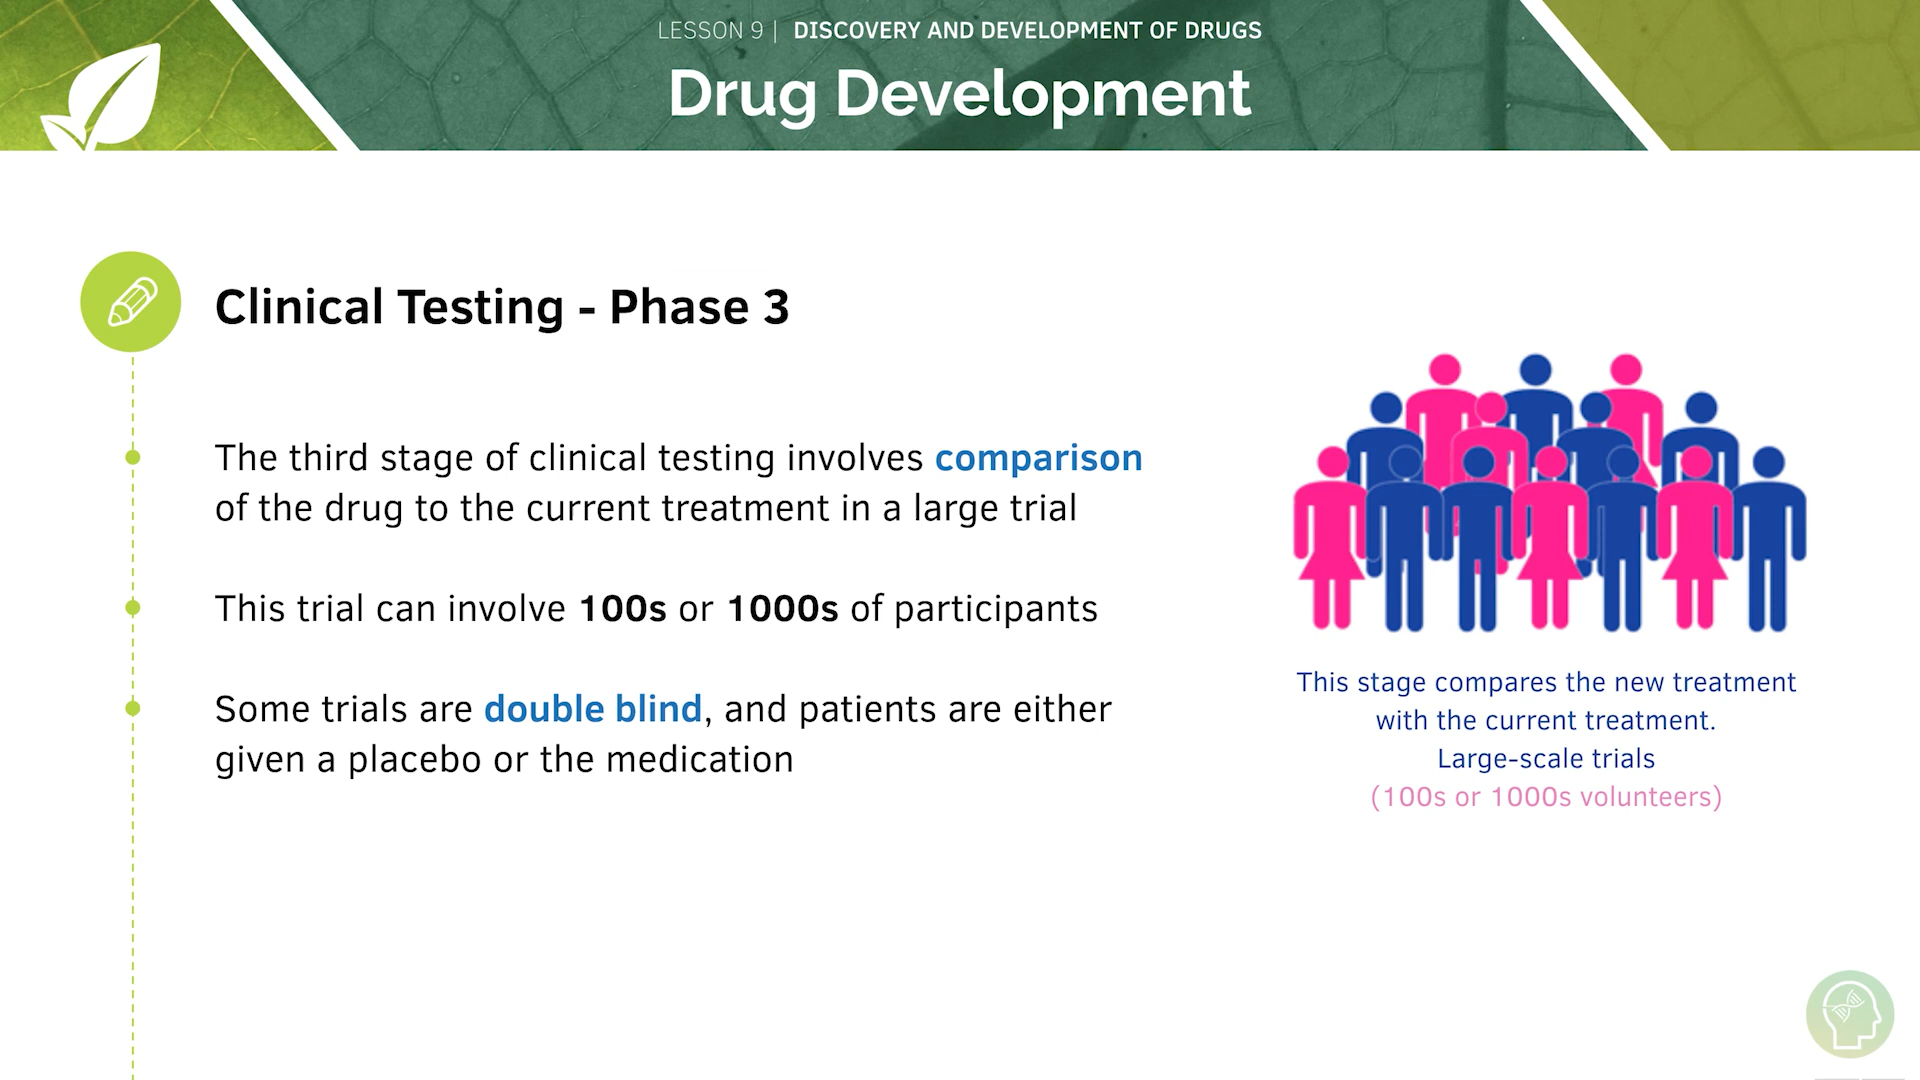 LESSON 9 | DISCOVERY AND DEVELOPMENT OF DRUGS
Drug Development
Clinical Testing - Phase 3
The third stage of clinical testing involves comparison
of the drug to the current treatment in a large trial
This trial can involve 100s or 1000s of participants
Some trials are double blind, and patients are either
given a placebo or the medication
This stage compares the new treatment
with the current treatment.
Large-scale trials
(100s or 1000s volunteers)